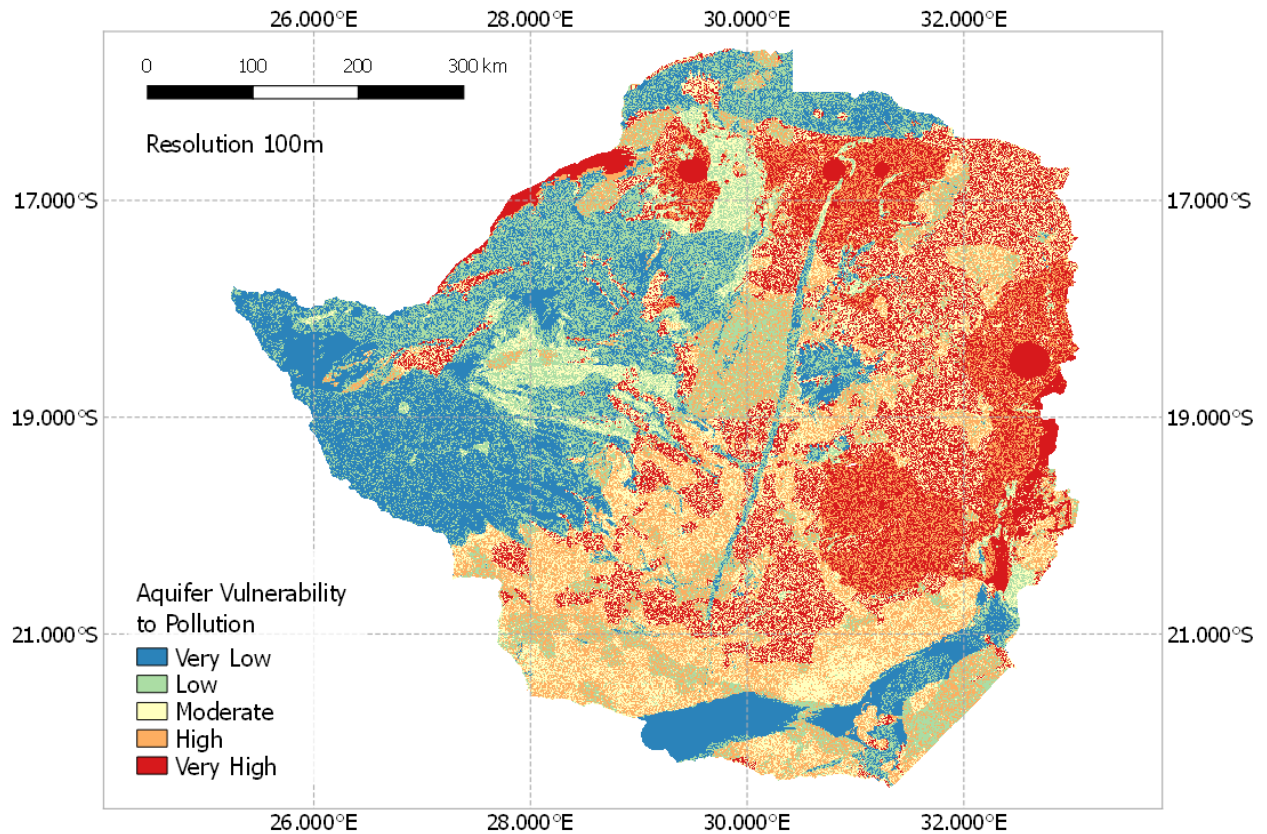 26.000°E 28.000°E 30.000°E 32.000°E
0 100 200 300 km
Resolution 100m
17.000°S 17.000°S
19.000°S 19.000°S
Aquifer Vulnerability
to Pollution
21.000°S 21.000°S
Very Low
Low
Moderate
High
Very High
26.000°E 28.000°E 30.000°E 32.000°E